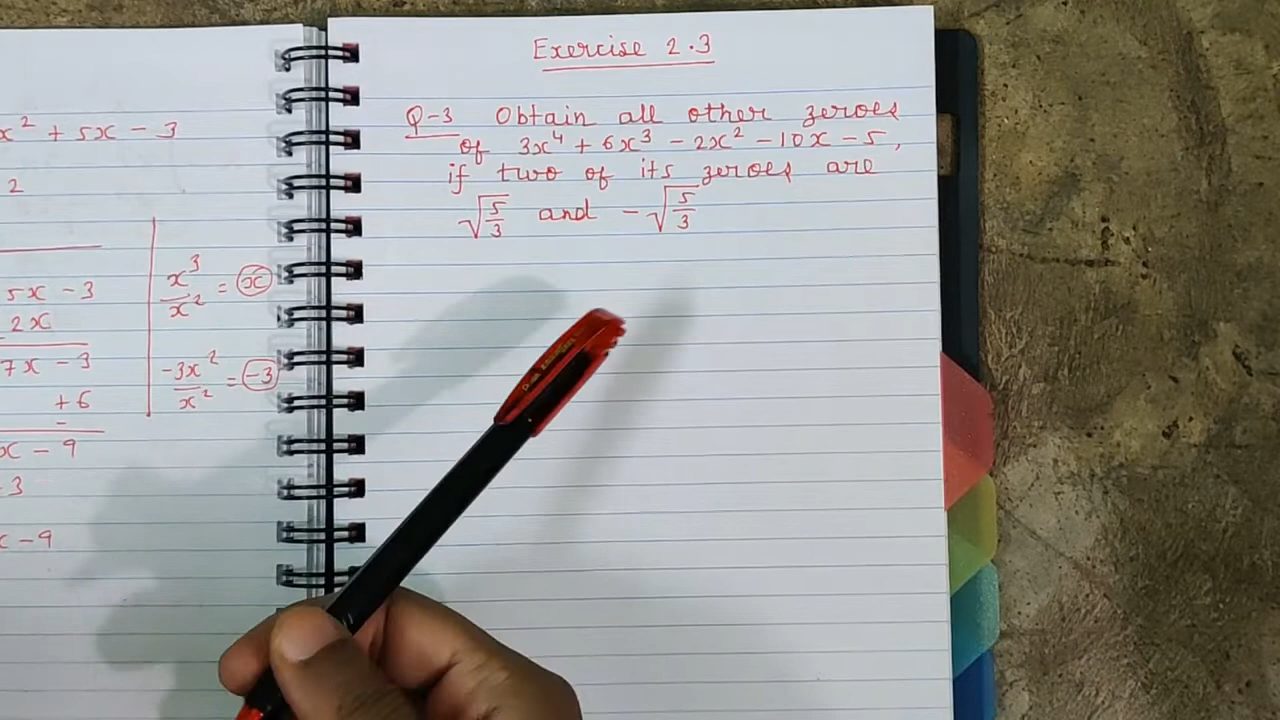 x² + 5x - 3
2
5x - 3
- 2x
7x - 3
+ 6
-
x - 9
- 3
x - 9
x³/x² = x
-3x²/x² = -3
Exercise 2.3
Q-3 Obtain all other zeroes
of 3x⁴ + 6x³ - 2x² - 10x - 5,
if two of its zeroes are
√5/3 and -√5/3